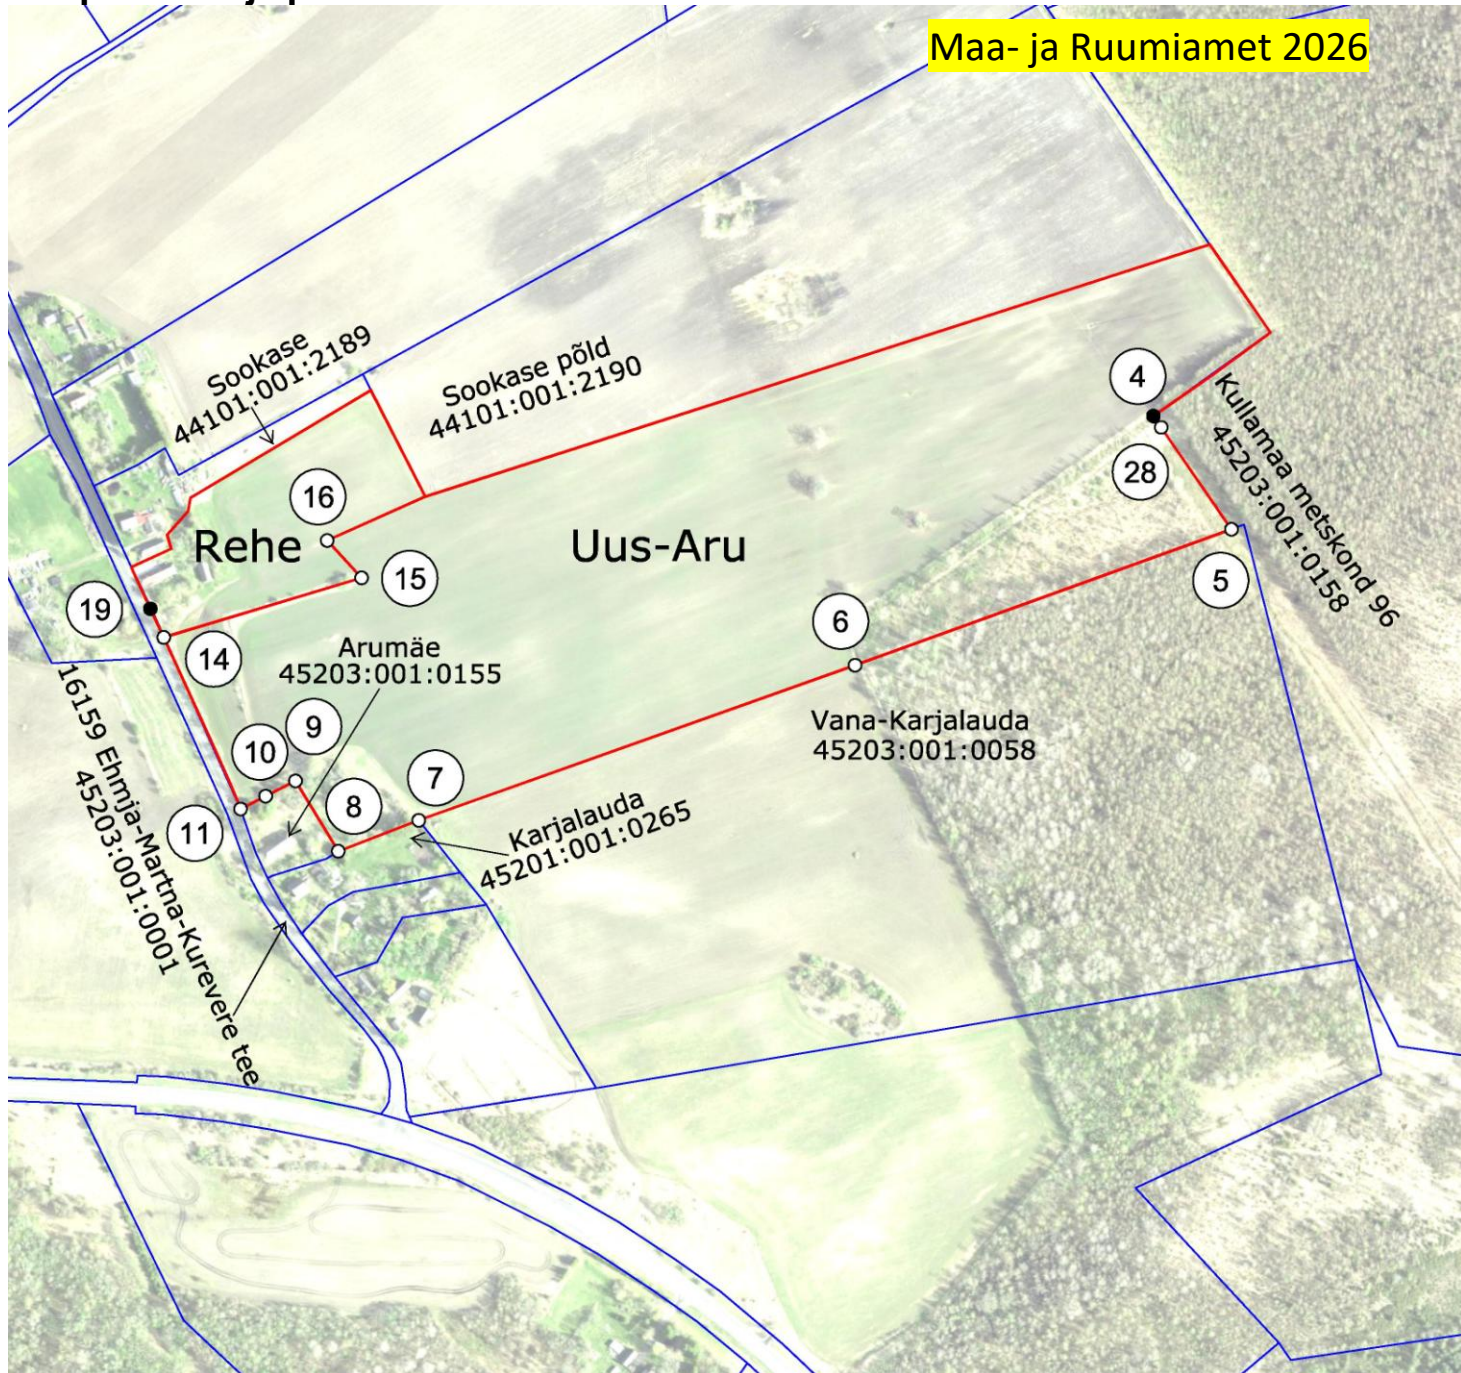 Maa- ja Ruumiamet 2026
Sookase
44101:001:2189
Sookase põld
44101:001:2190
4
Kullamaa metskond 96
45203:001:0158
28
16
Rehe
Uus-Aru
15
5
19
6
14
Arumäe
45203:001:0155
16159 Ehmja-Martna-Kurevere tee
45203:001:0001
9
10
Vana-Karjalauda
45203:001:0058
7
8
11
Karjalauda
45201:001:0265